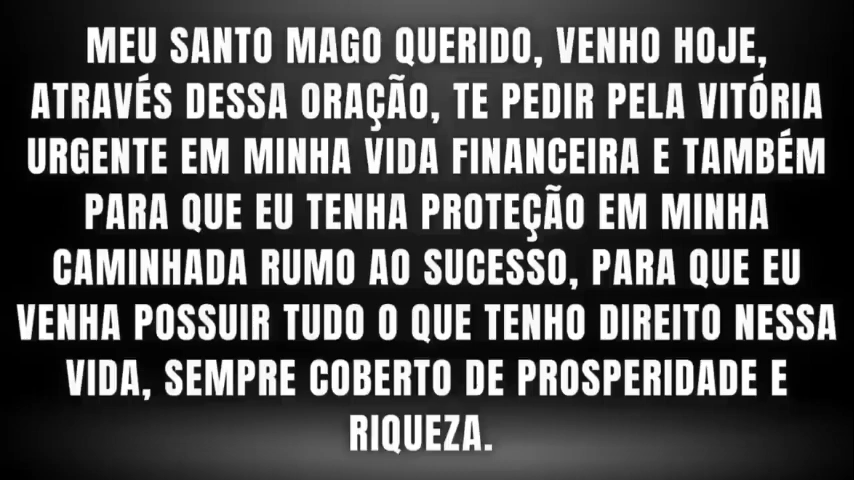 MEU SANTO MAGO QUERIDO, VENHO HOJE,
ATRAVÉS DESSA ORAÇÃO, TE PEDIR PELA VITÓRIA
URGENTE EM MINHA VIDA FINANCEIRA E TAMBÉM
PARA QUE EU TENHA PROTEÇÃO EM MINHA
CAMINHADA RUMO AO SUCESSO, PARA QUE EU
VENHA POSSUIR TUDO O QUE TENHO DIREITO NESSA
VIDA, SEMPRE COBERTO DE PROSPERIDADE E
RIQUEZA.